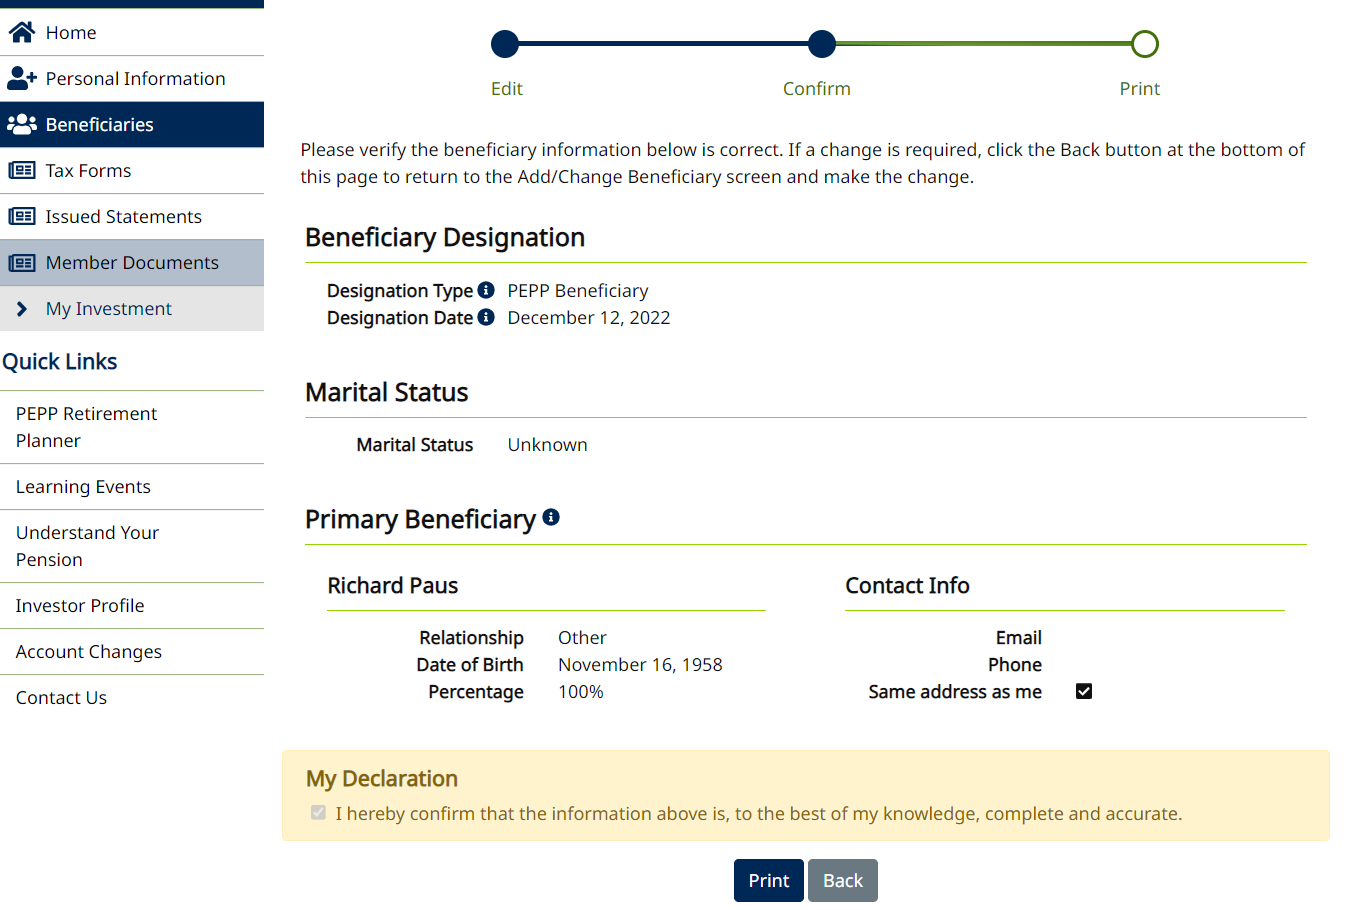 Home
Personal Information
Beneficiaries
Tax Forms
Issued Statements
Member Documents
My Investment
Quick Links
PEPP Retirement
Planner
Learning Events
Understand Your
Pension
Investor Profile
Account Changes
Contact Us
Edit
Confirm
Print
Please verify the beneficiary information below is correct. If a change is required, click the Back button at the bottom of
this page to return to the Add/Change Beneficiary screen and make the change.
Beneficiary Designation
Designation Type PEPP Beneficiary
Designation Date December 12, 2022
Marital Status
Marital Status Unknown
Primary Beneficiary
Richard Paus
Relationship Other
Date of Birth November 16, 1958
Percentage 100%
Contact Info
Email
Phone
Same address as me
My Declaration
I hereby confirm that the information above is, to the best of my knowledge, complete and accurate.
Print
Back